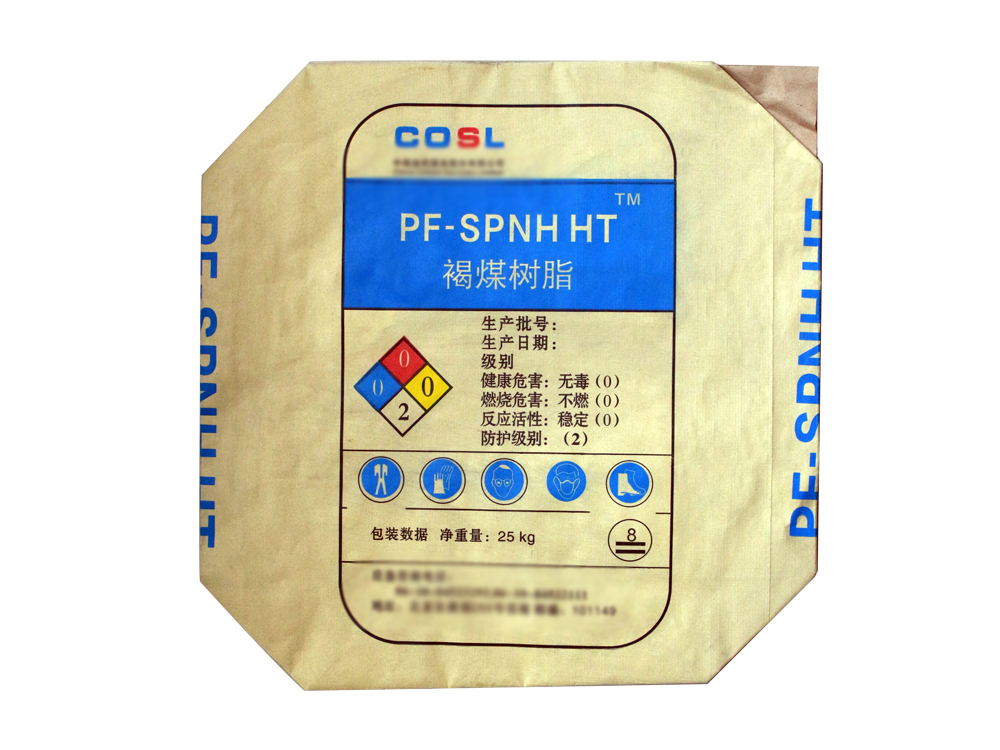 COSL
TM
PF-SPNH HT
褐煤树脂
生产批号：
生产日期：
级别
健康危害：无毒（0）
燃烧危害：不燃（0）
反应活性：稳定（0）
防护级别：（2）
0
0
0
2
包装数据 净重量：25 kg
8
PF-SPNH HT
PF-SPNH HT